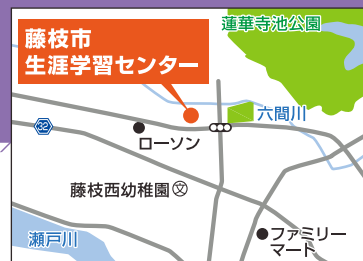 蓮華寺池公園
藤枝市
生涯学習センター
六間川
32
ローソン
藤枝西幼稚園
文
瀬戸川
ファミリー
マート